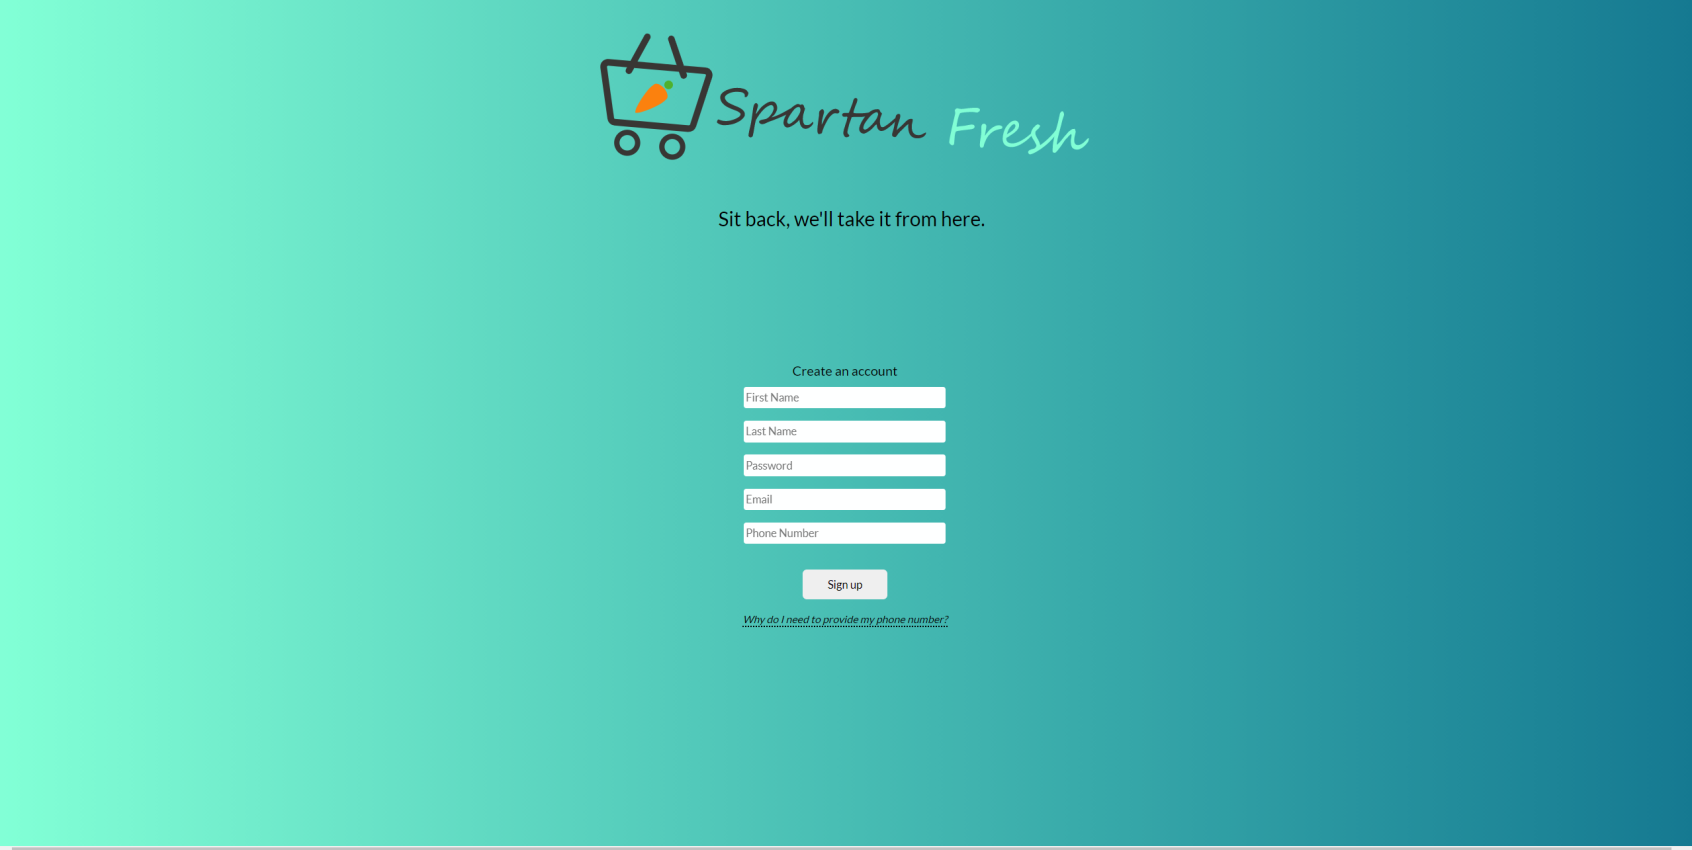 Spartan Fresh
Sit back, we'll take it from here.
Create an account
First Name
Last Name
Password
Email
Phone Number
Sign up
Why do I need to provide my phone number?